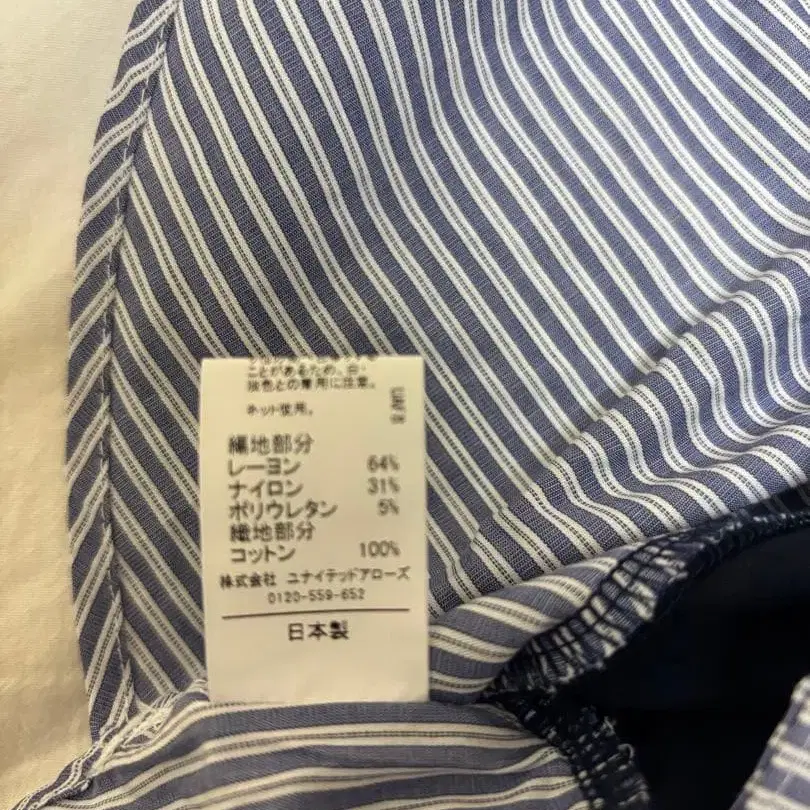 ことがあるため、白・
淡色との着用に注意。
ネット使用。
編地部分
レーヨン 64%
ナイロン 31%
ポリウレタン 5%
織地部分
コットン 100%
株式会社 ユナイテッドアローズ
0120-559-652
日本製